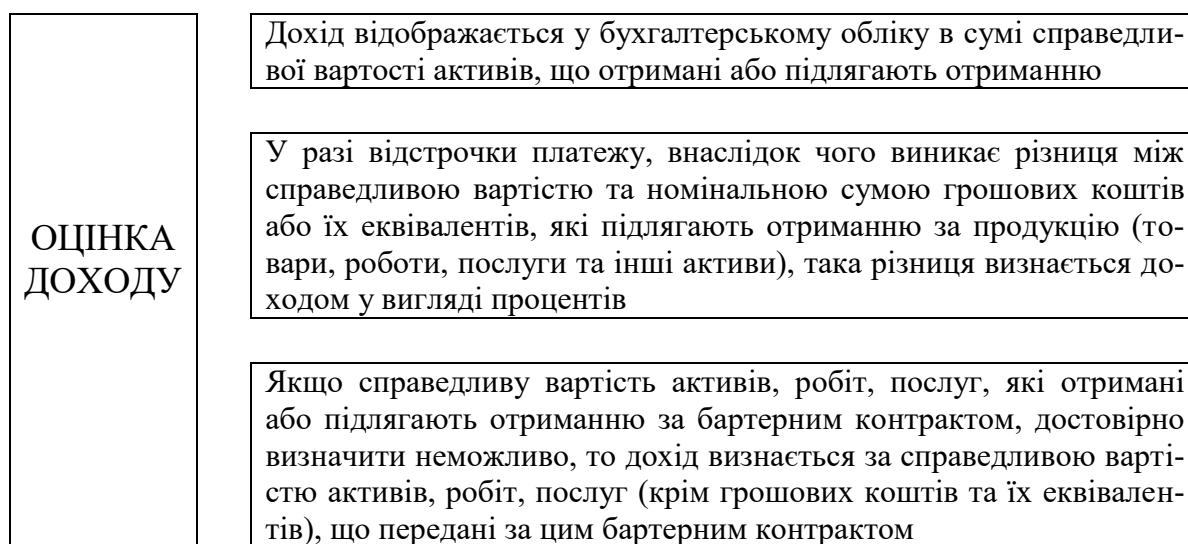 ОЦІНКА
ДОХОДУ
Дохід відображається у бухгалтерському обліку в сумі справедли-
вої вартості активів, що отримані або підлягають отриманню
У разі відстрочки платежу, внаслідок чого виникає різниця між
справедливою вартістю та номінальною сумою грошових коштів
або їх еквівалентів, які підлягають отриманню за продукцію (то-
вари, роботи, послуги та інші активи), така різниця визнається до-
ходом у вигляді процентів
Якщо справедливу вартість активів, робіт, послуг, які отримані
або підлягають отриманню за бартерним контрактом, достовірно
визначити неможливо, то дохід визнається за справедливою варті-
стю активів, робіт, послуг (крім грошових коштів та їх еквівален-
тів), що передані за цим бартерним контрактом